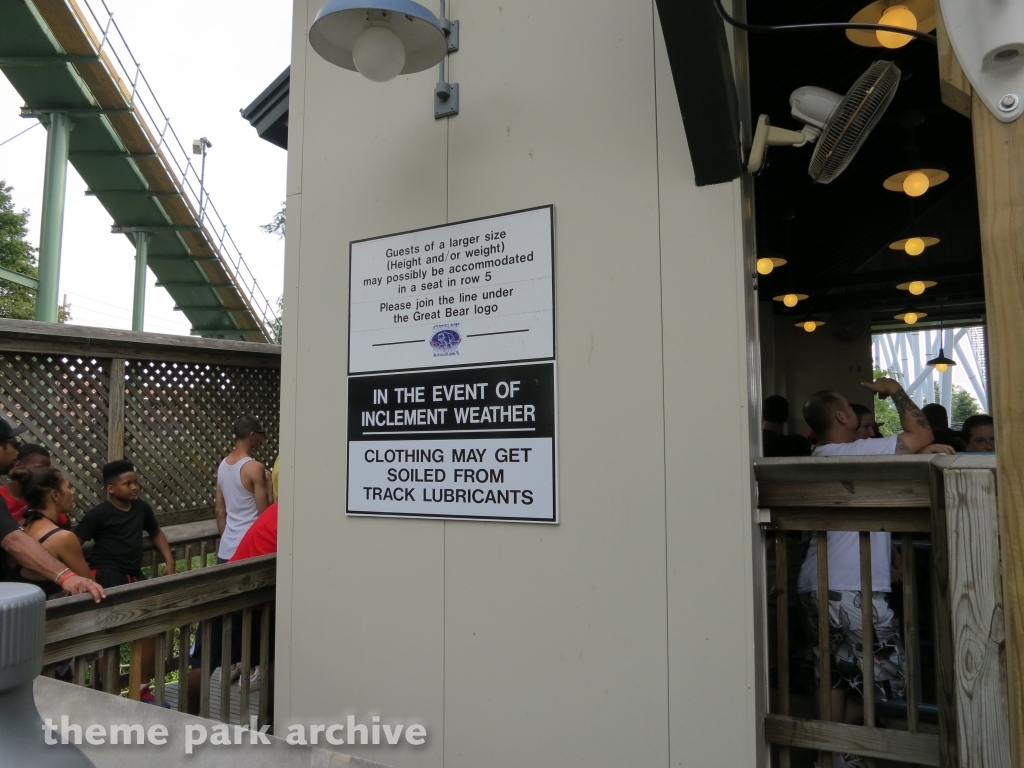 Guests of a larger size
(Height and/or weight)
may possibly be accommodated
in a seat in row 5
Please join the line under
the Great Bear logo
IN THE EVENT OF
INCLEMENT WEATHER
CLOTHING MAY GET
SOILED FROM
TRACK LUBRICANTS
theme park archive